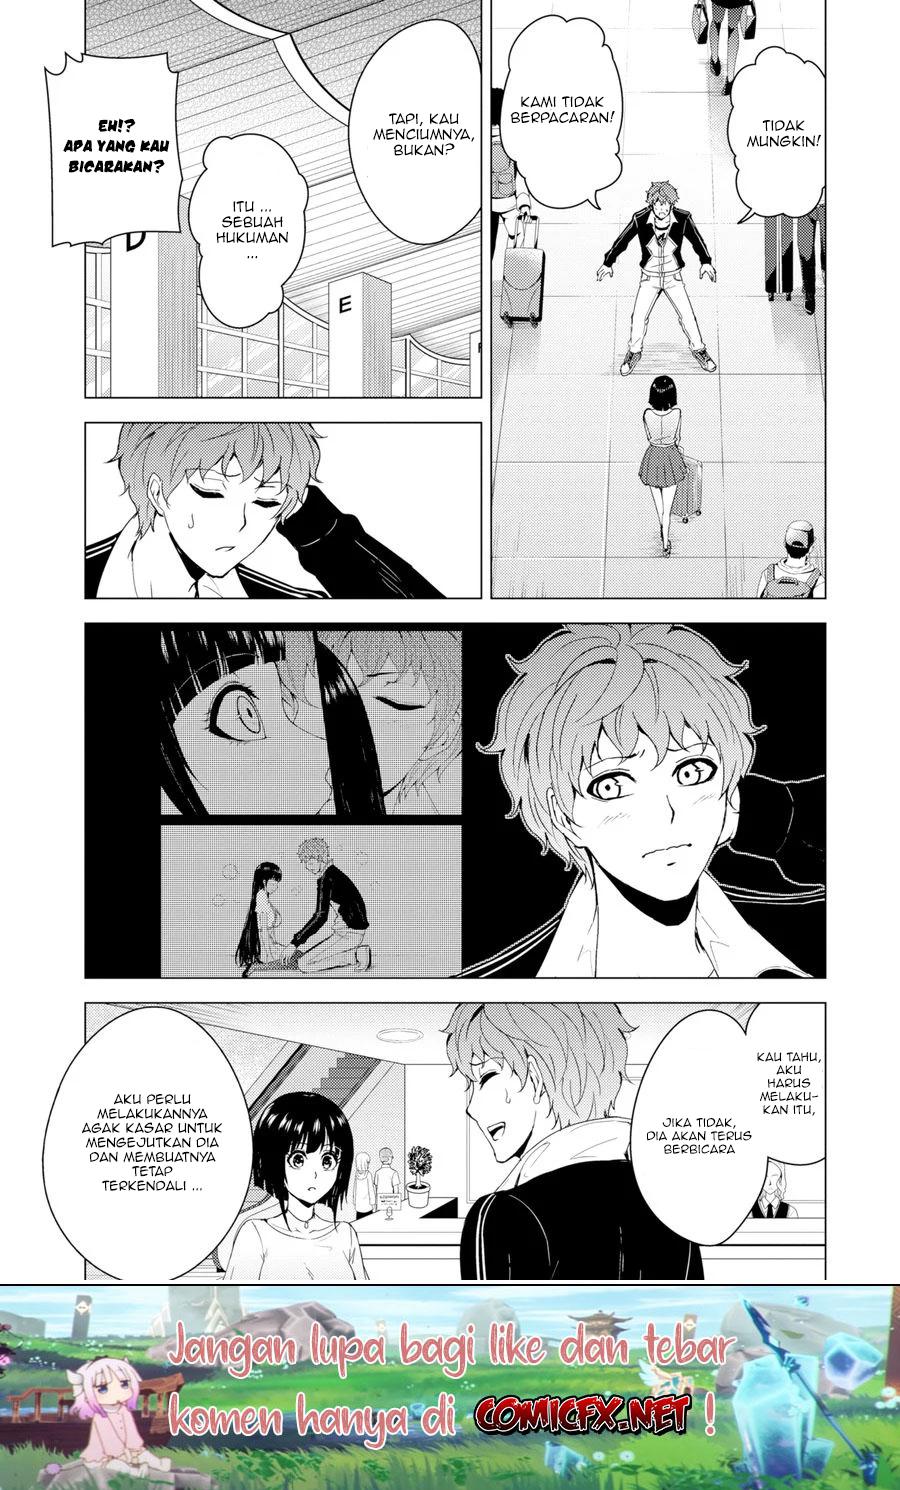 TIDAK
MUNGKIN!
KAMI TIDAK
BERPACARAN!
TAPI, KAU
MENCIUMNYA,
BUKAN?
ITU ...
SEBUAH
HUKUMAN
...
EH!?
APA YANG KAU
BICARAKAN?
D
E
F
KAU TAHU,
AKU
HARUS
MELAKU-
KAN ITU,
JIKA TIDAK,
DIA AKAN TERUS
BERBICARA
AKU PERLU
MELAKUKANNYA
AGAK KASAR UNTUK
MENGEJUTKAN DIA
DAN MEMBUATNYA
TETAP
TERKENDALI ...
Jangan lupa bagi like dan tebar
komen hanya di COMICFX.NET !